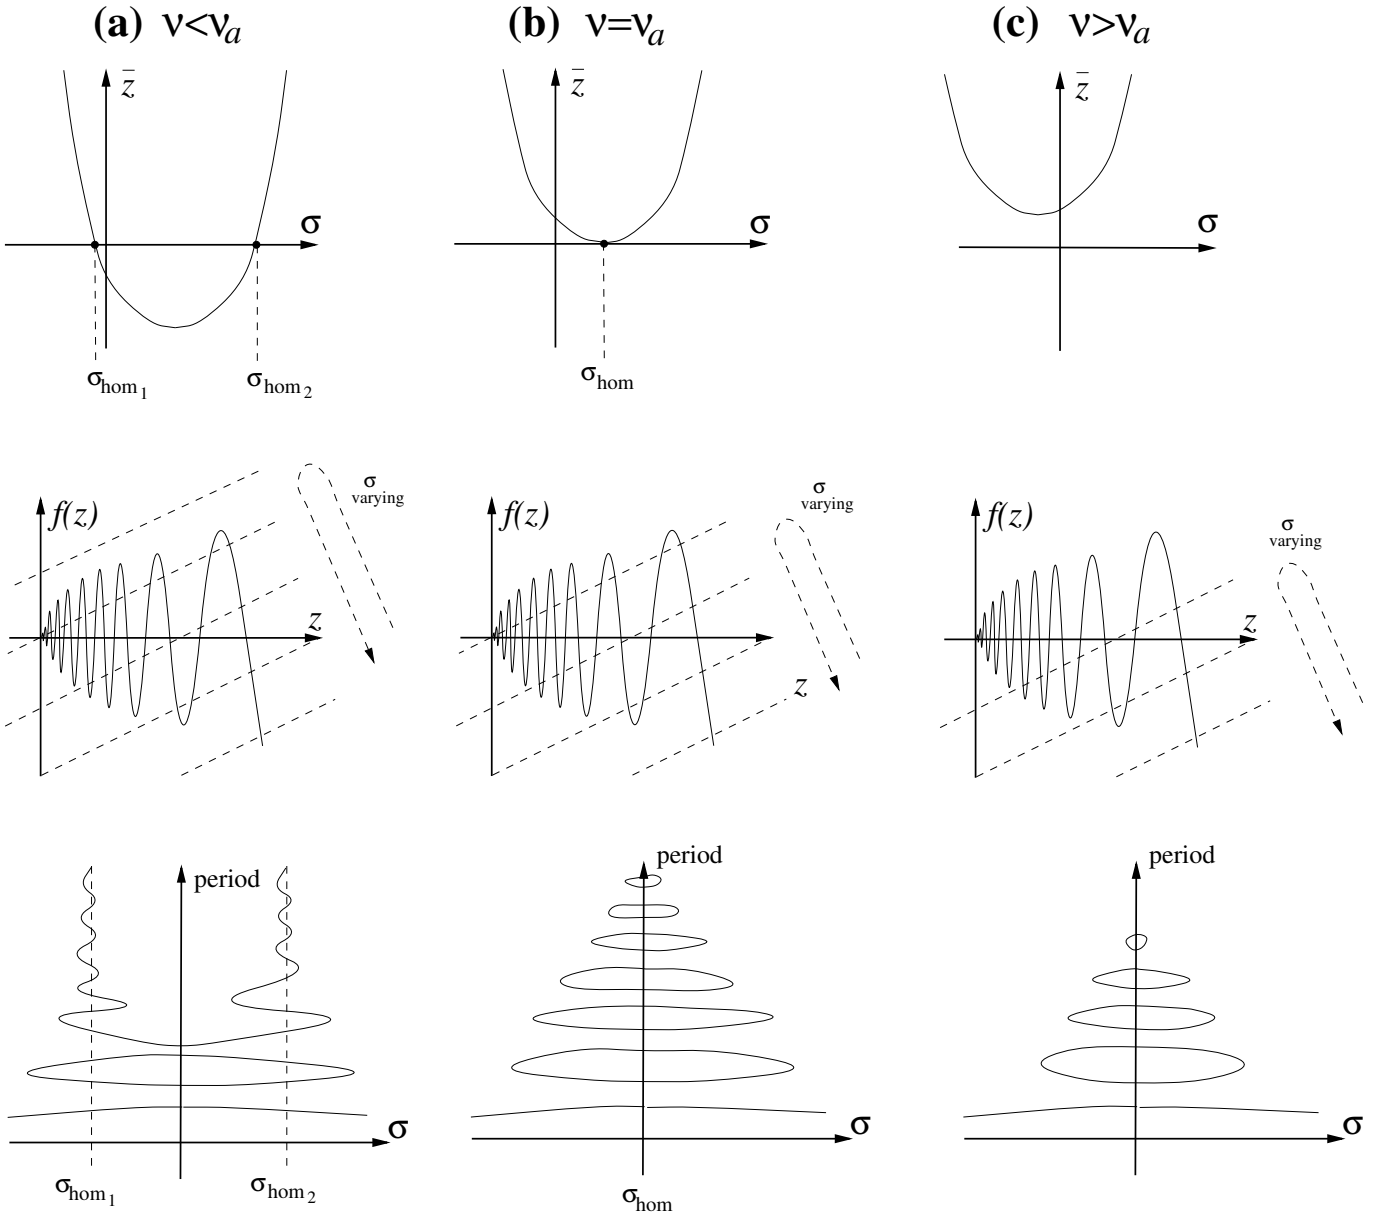 (a) ν<νₐ
(b) ν=νₐ
(c) ν>νₐ
z̄
σ
σhom₁
σhom₂
z̄
σ
σhom
z̄
σ
f(z)
z
σ
varying
f(z)
z
σ
varying
f(z)
z
σ
varying
period
σ
σhom₁
σhom₂
period
σ
σhom
period
σ